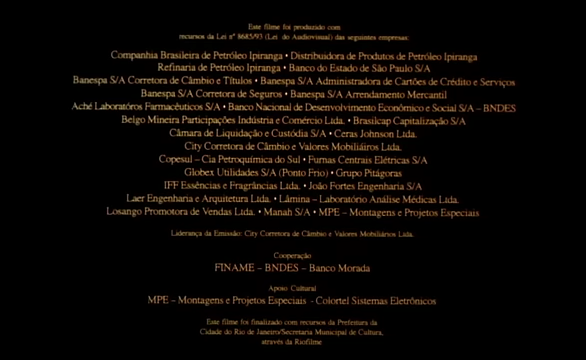 Este filme foi produzido com
recursos da Lei nº 8685/93 (Lei do Audiovisual) das seguintes empresas:
Companhia Brasileira de Petróleo Ipiranga • Distribuidora de Produtos de Petróleo Ipiranga
Refinaria de Petróleo Ipiranga • Banco do Estado de São Paulo S/A
Banespa S/A Corretora de Câmbio e Títulos • Banespa S/A Administradora de Cartões de Crédito e Serviços
Banespa S/A Corretora de Seguros • Banespa S/A Arrendamento Mercantil
Aché Laboratórios Farmacêuticos S/A • Banco Nacional de Desenvolvimento Econômico e Social S/A – BNDES
Belgo Mineira Participações Indústria e Comércio Ltda. • Brasilcap Capitalização S/A
Câmara de Liquidação e Custódia S/A • Ceras Johnson Ltda.
City Corretora de Câmbio e Valores Mobiliáiros Ltda.
Copesul – Cia Petroquímica do Sul • Furnas Centrais Elétricas S/A
Globex Utilidades S/A (Ponto Frio) • Grupo Pitágoras
IFF Essências e Fragrâncias Ltda. • João Fortes Engenharia S/A
Laer Engenharia e Arquitetura Ltda. • Lâmina – Laboratório Análise Médicas Ltda.
Losango Promotora de Vendas Ltda. • Manah S/A • MPE – Montagens e Projetos Especiais
Liderança da Emissão: City Corretora de Câmbio e Valores Mobiliários Ltda.
Cooperação
FINAME – BNDES – Banco Morada
Apoio Cultural
MPE – Montagens e Projetos Especiais - Colortel Sistemas Eletrônicos
Este filme foi finalizado com recursos da Prefeitura da
Cidade do Rio de Janeiro/Secretaria Municipal de Cultura,
através da Riofilme